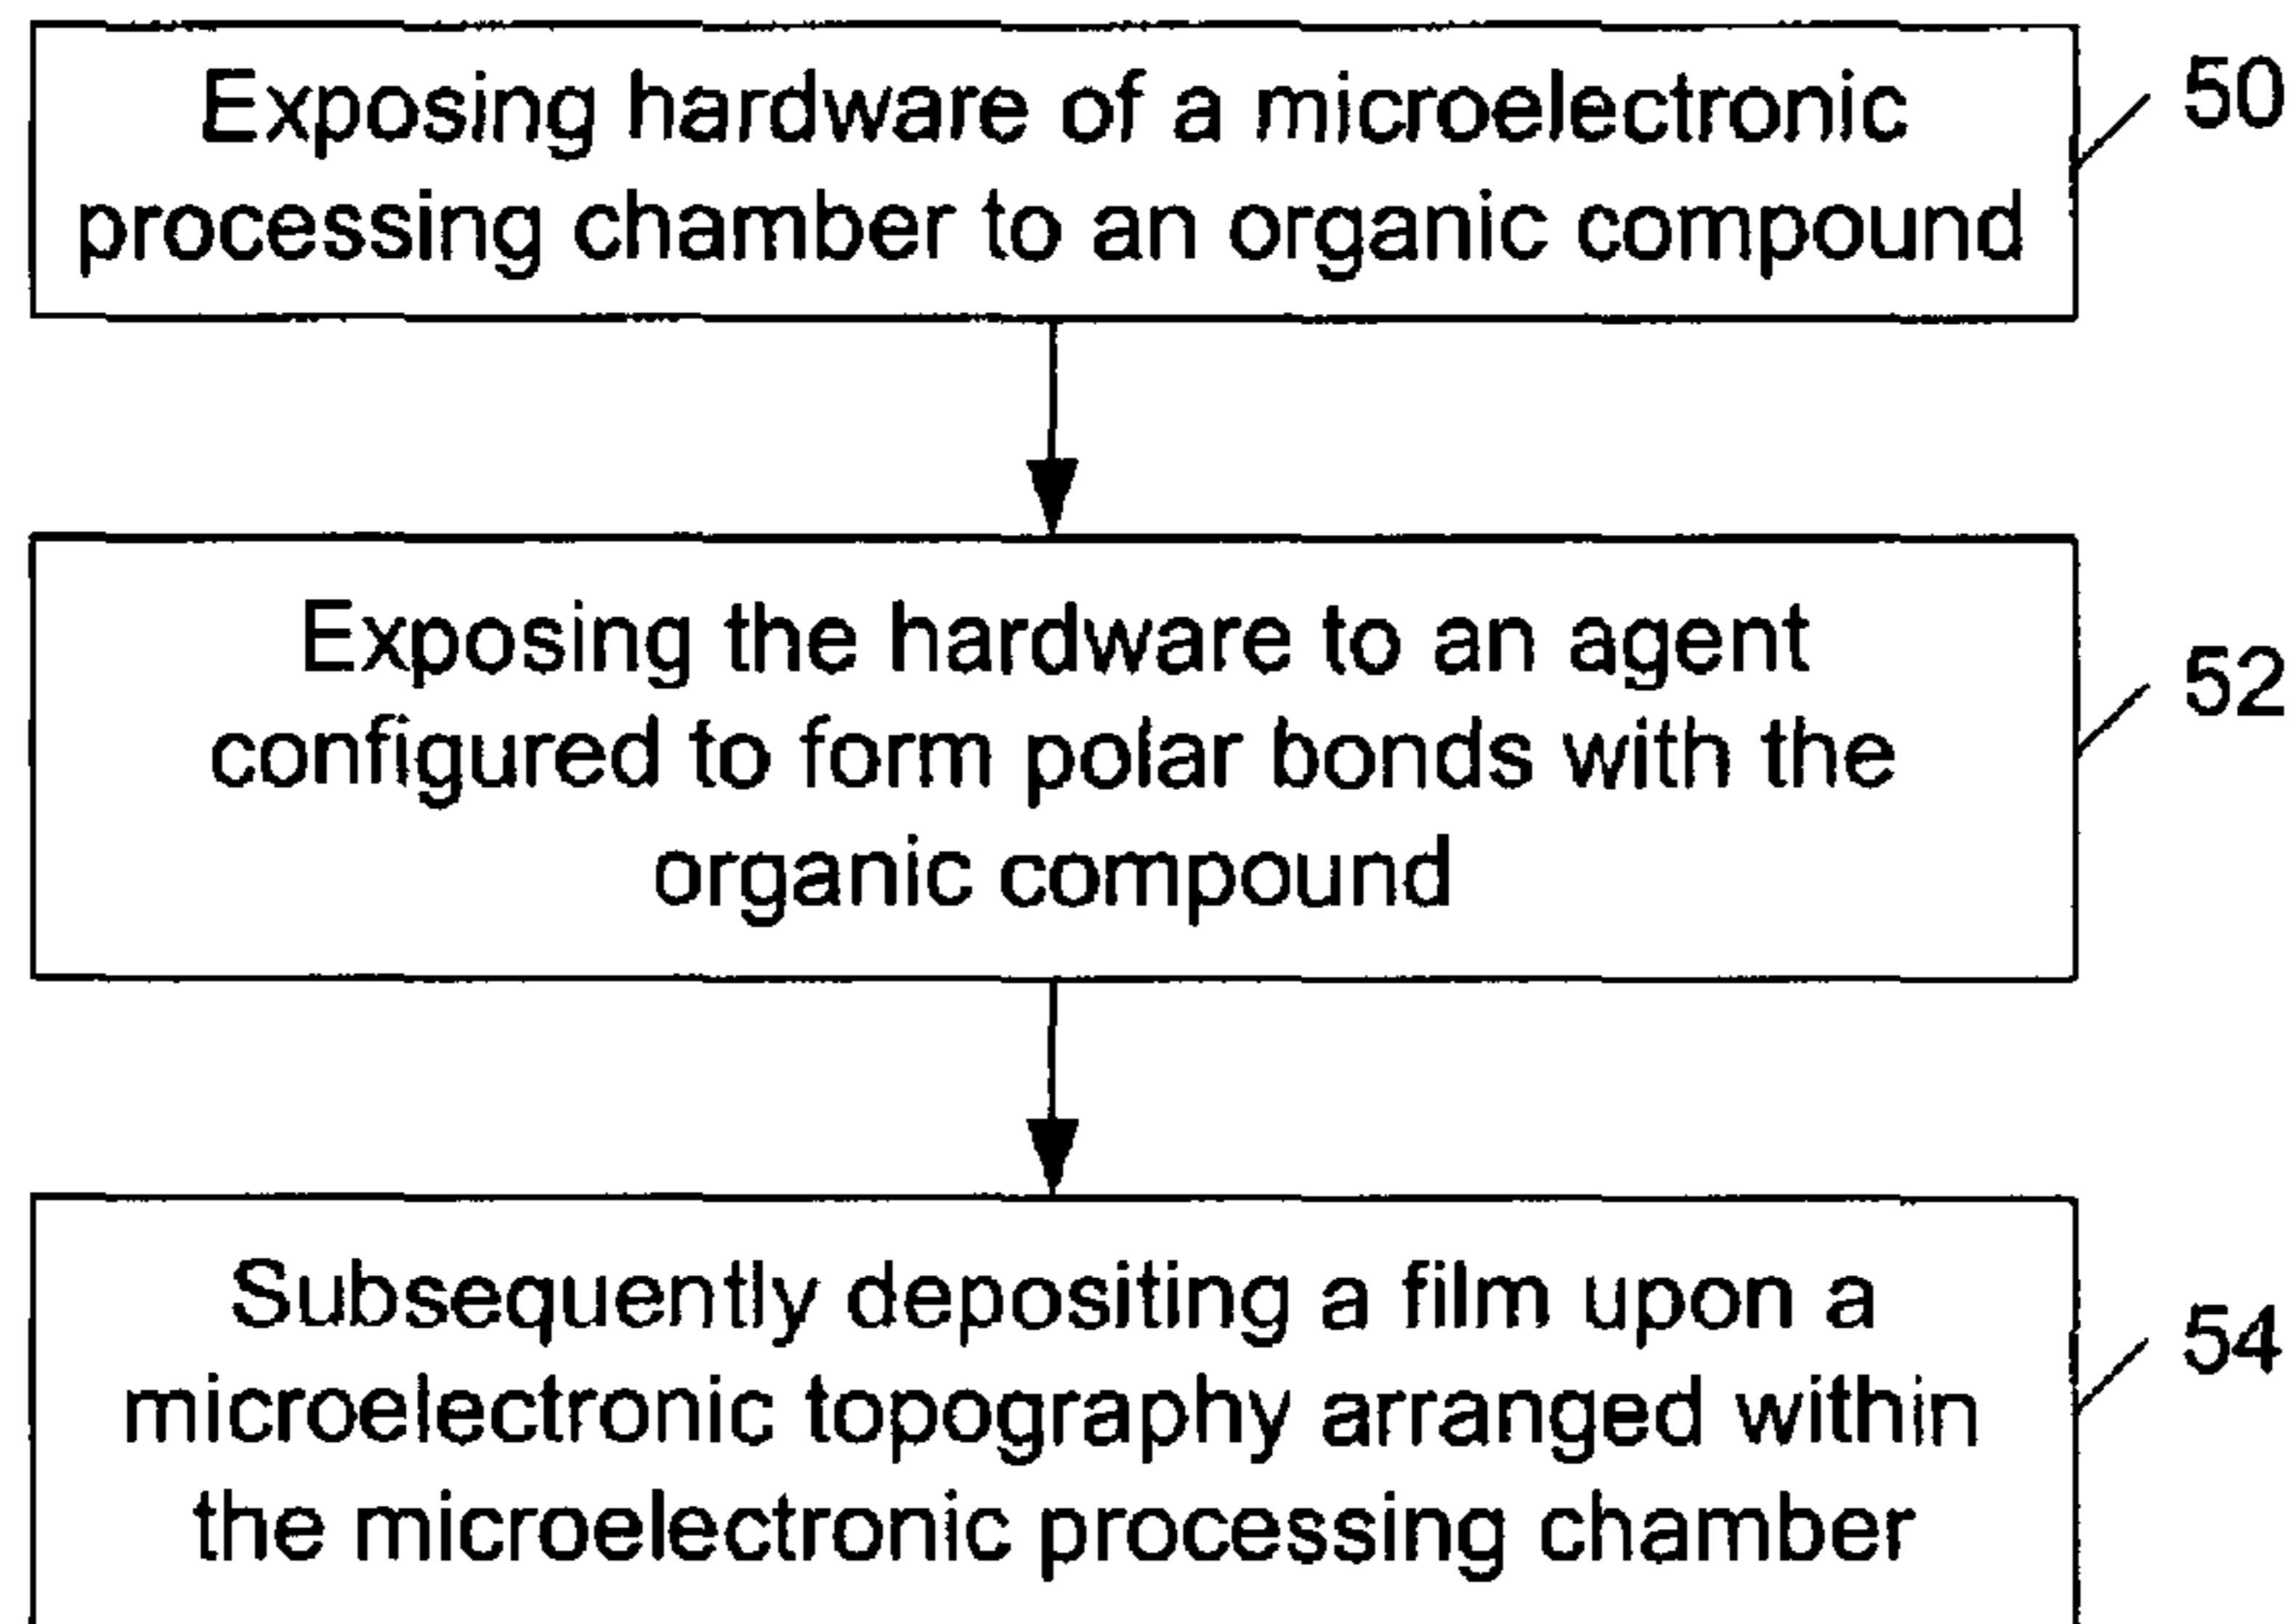 Exposing hardware of a microelectronic
processing chamber to an organic compound
50
Exposing the hardware to an agent
configured to form polar bonds with the
organic compound
52
Subsequently depositing a film upon a
microelectronic topography arranged within
the microelectronic processing chamber
54